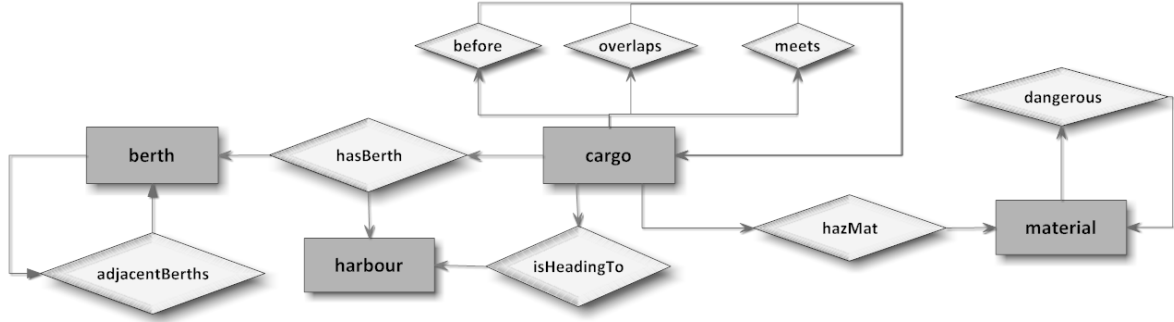 before
overlaps
meets
dangerous
berth
hasBerth
cargo
hazMat
material
adjacentBerths
harbour
isHeadingTo